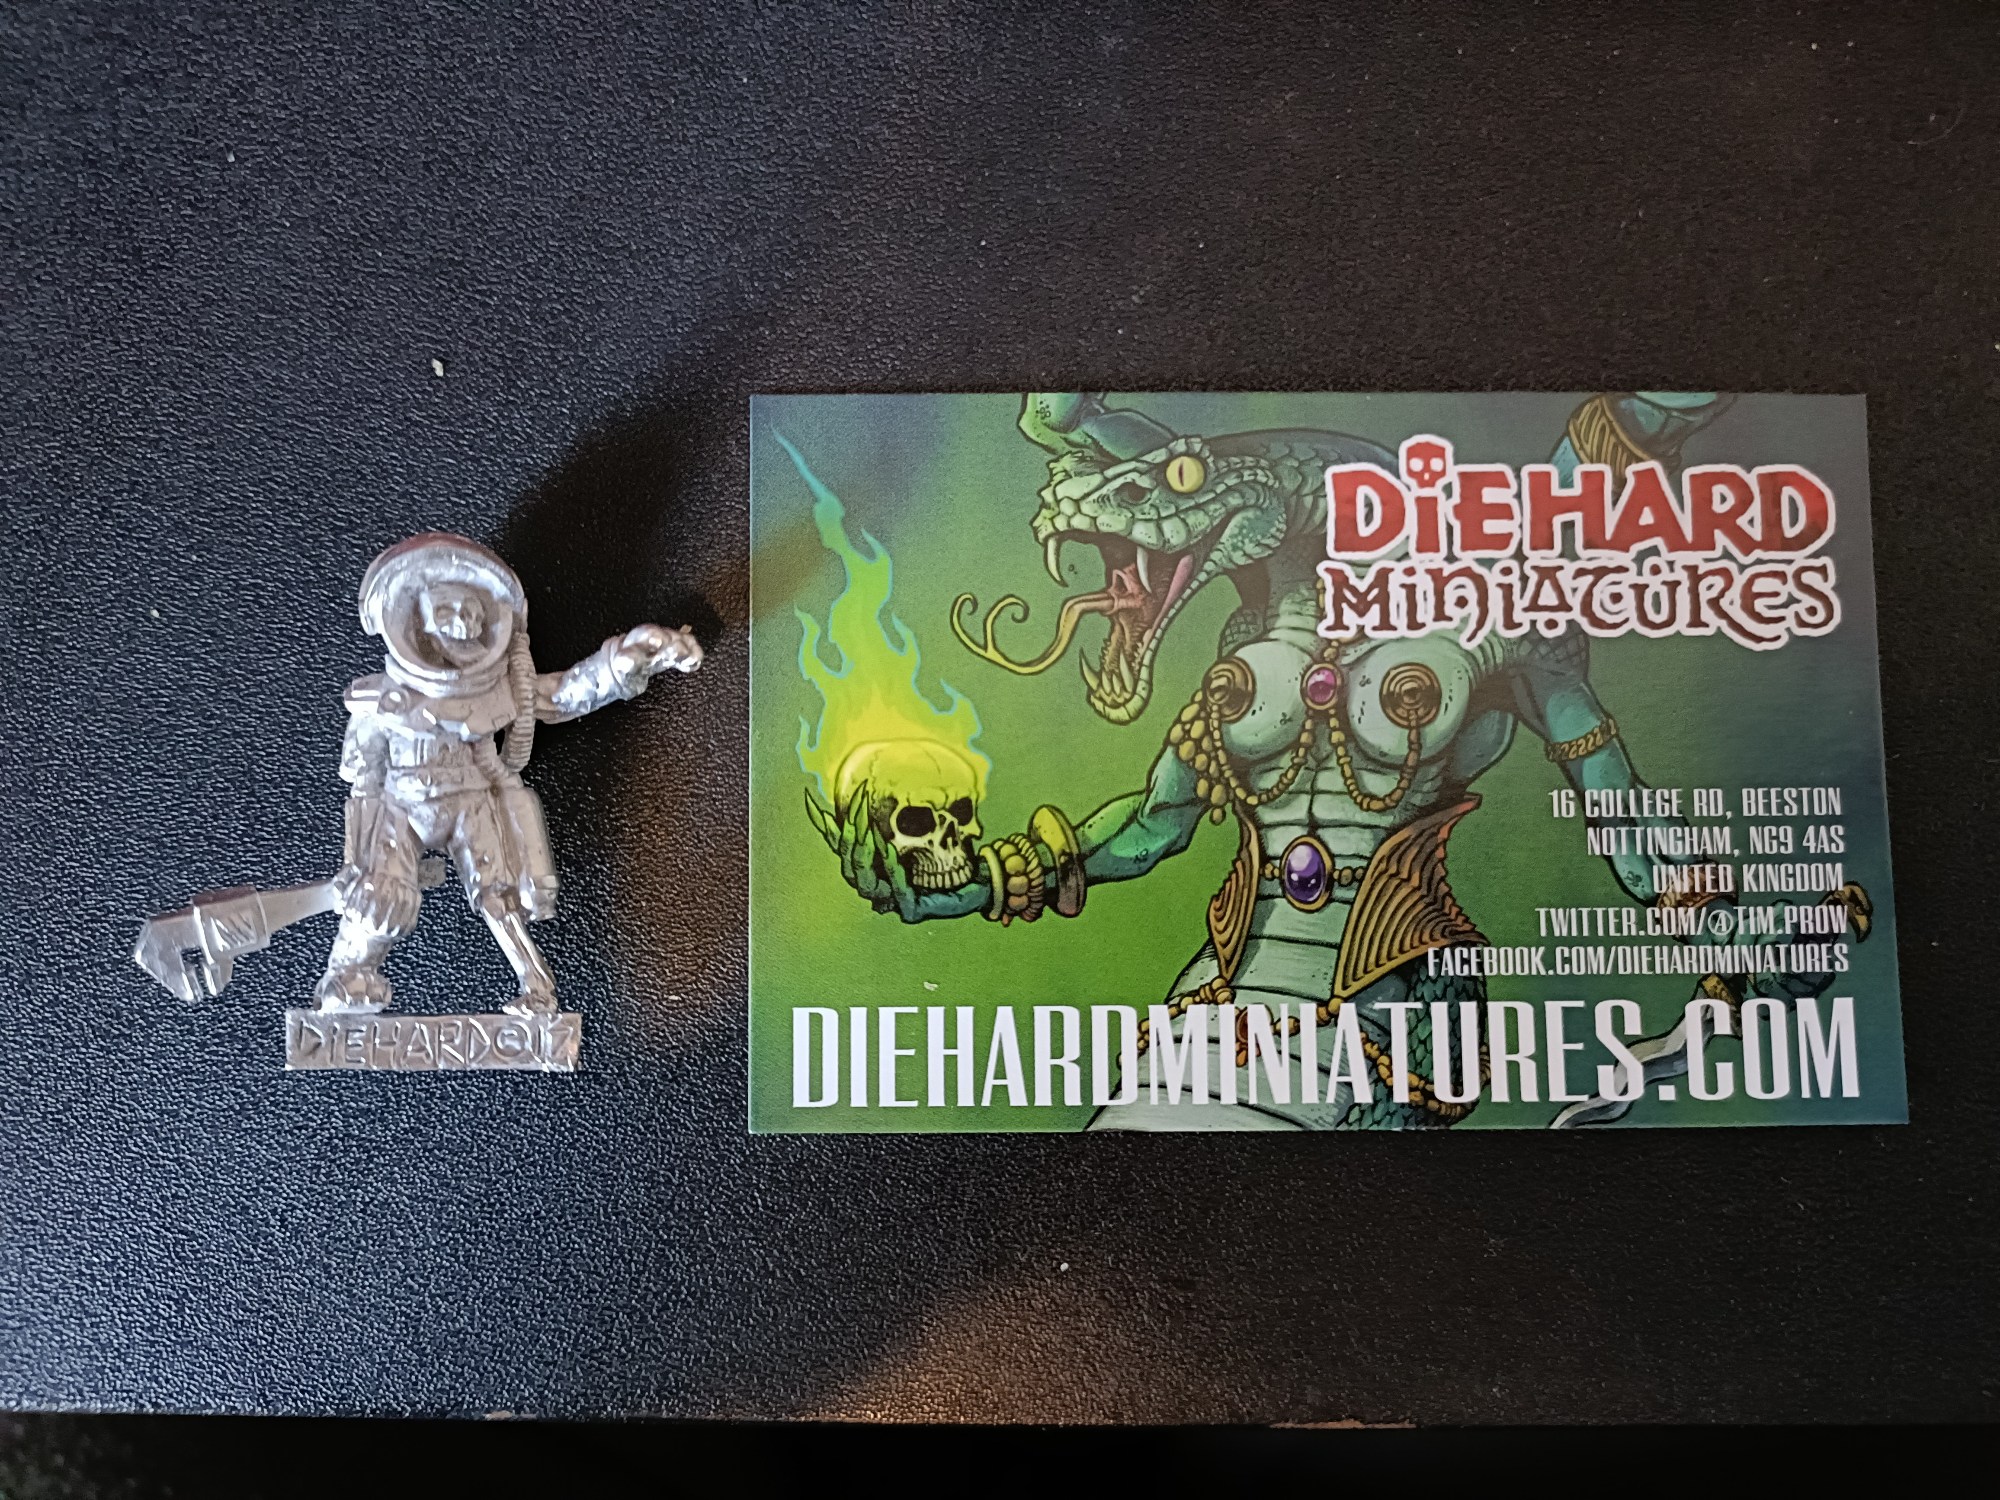 DIEHARD©17
DiEHARD
MiNiATURES
16 COLLEGE RD, BEESTON
NOTTINGHAM, NG9 4AS
UNITED KINGDOM
TWITTER.COM/@TIM.PROW
FACEBOOK.COM/DIEHARDMINIATURES
DIEHARDMINIATURES.COM